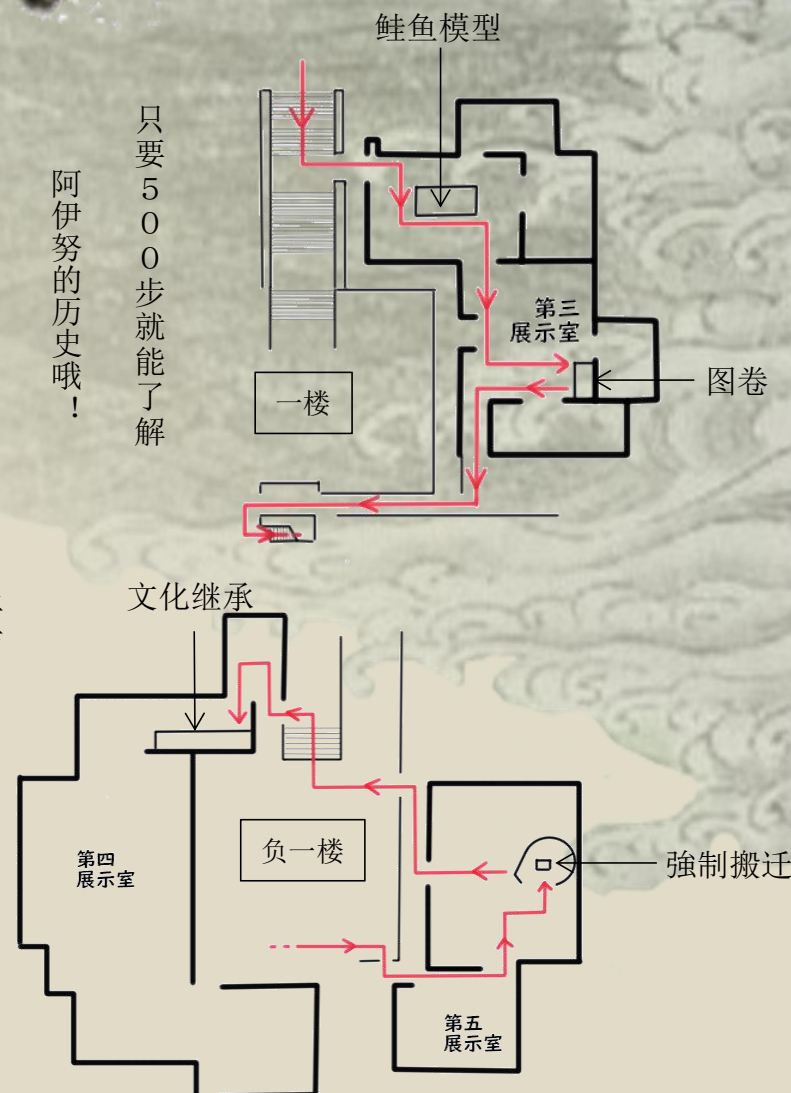 鲑鱼模型
只要500步就能了解
阿伊努的历史哦！
第三
展示室
图卷
一楼
文化继承
负一楼
第四
展示室
強制搬迁
第五
展示室